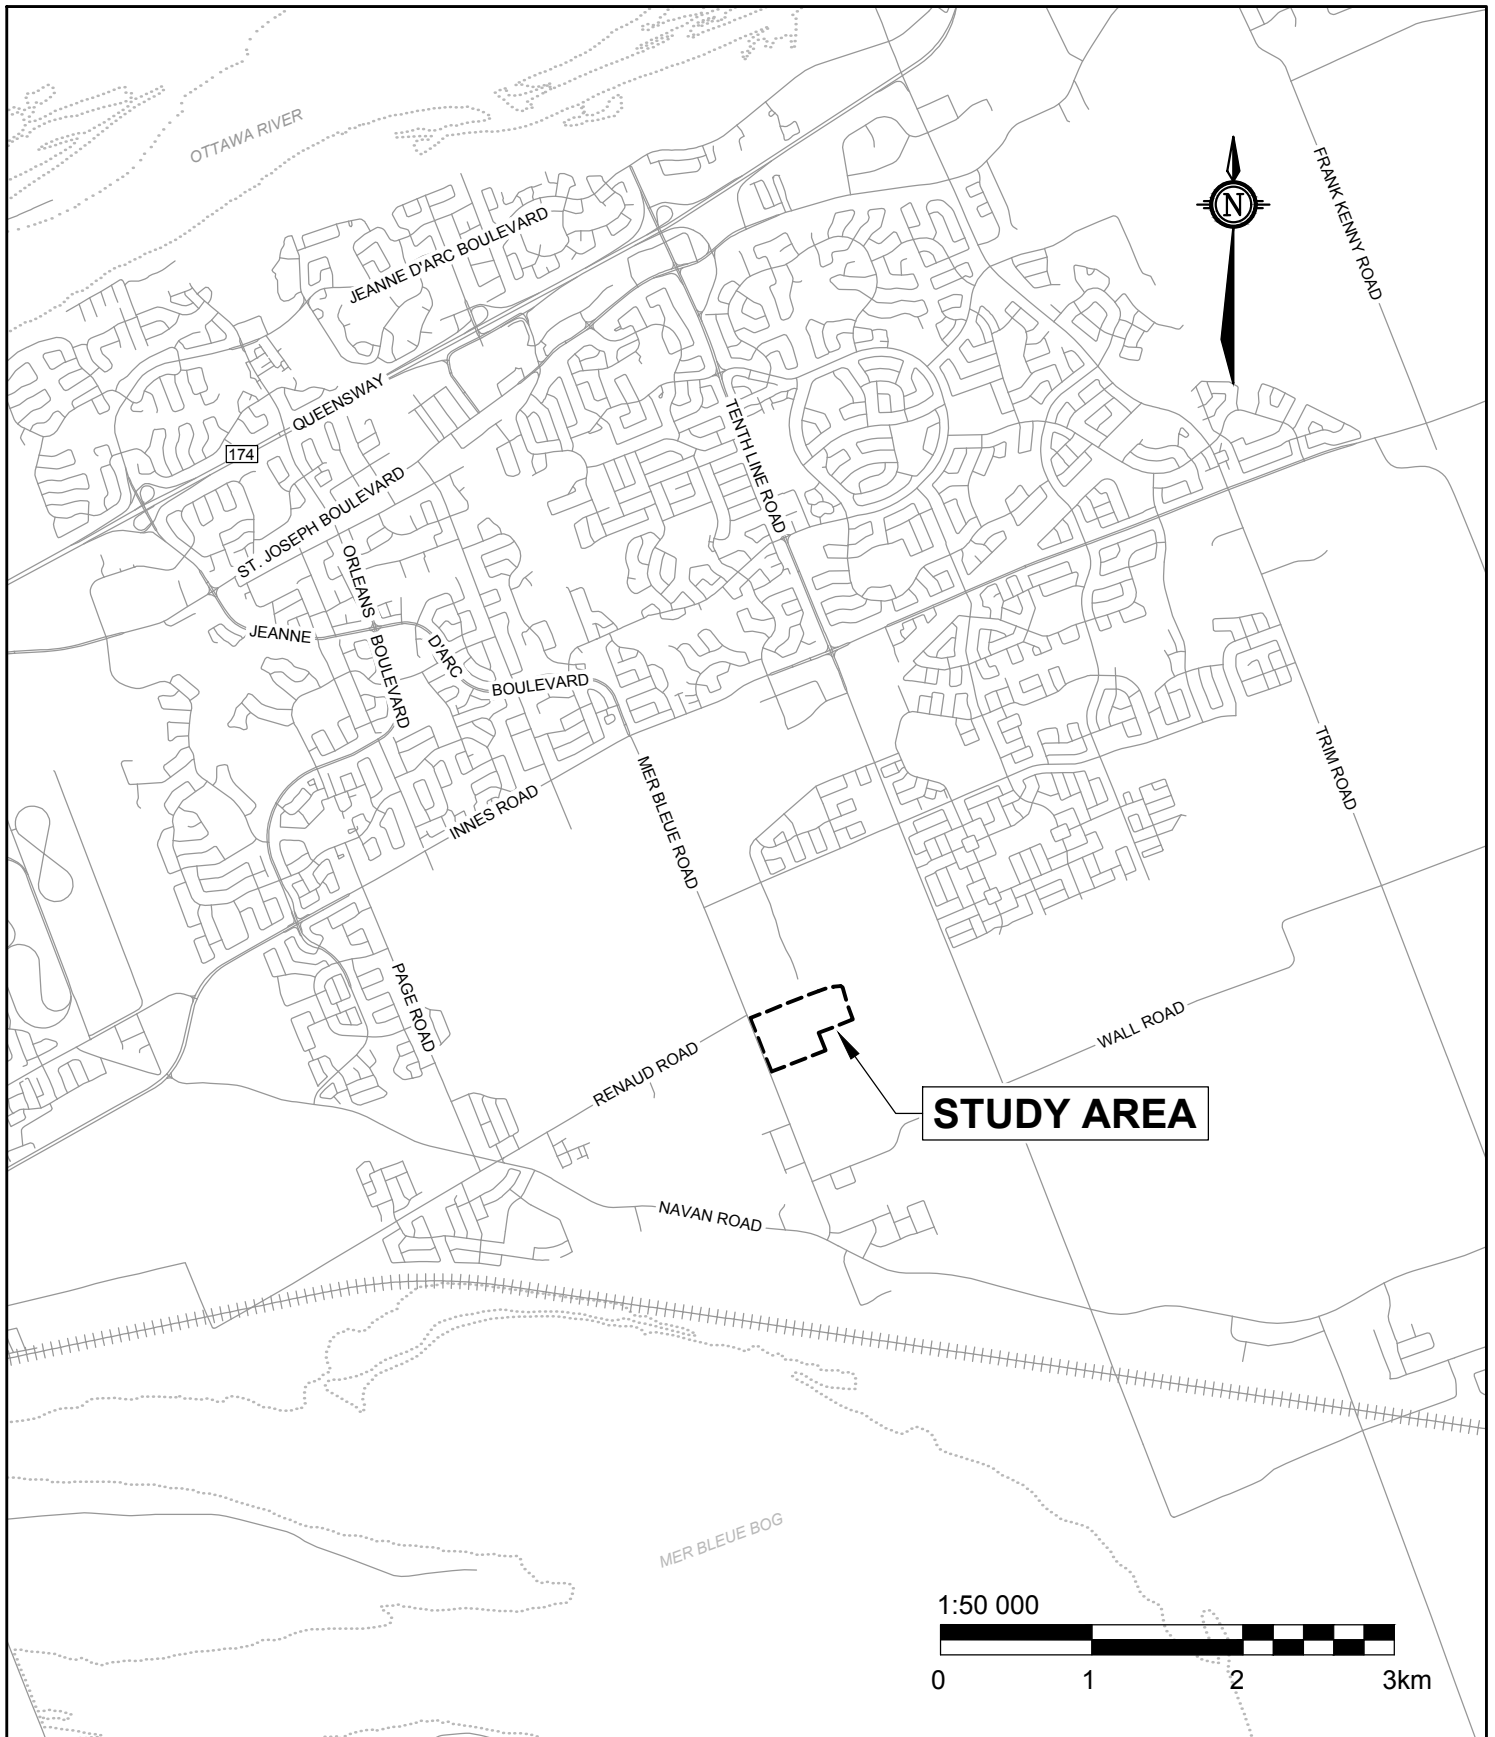 OTTAWA RIVER
N
FRANK KENNY ROAD
JEANNE D'ARC BOULEVARD
QUEENSWAY
174
TENTH LINE ROAD
ST. JOSEPH BOULEVARD
ORLEANS
BOULEVARD
JEANNE
D'ARC
BOULEVARD
TRIM ROAD
MER BLEUE ROAD
INNES ROAD
PAGE ROAD
WALL ROAD
RENAUD ROAD
STUDY AREA
NAVAN ROAD
MER BLEUE BOG
1:50 000
0 1 2 3km